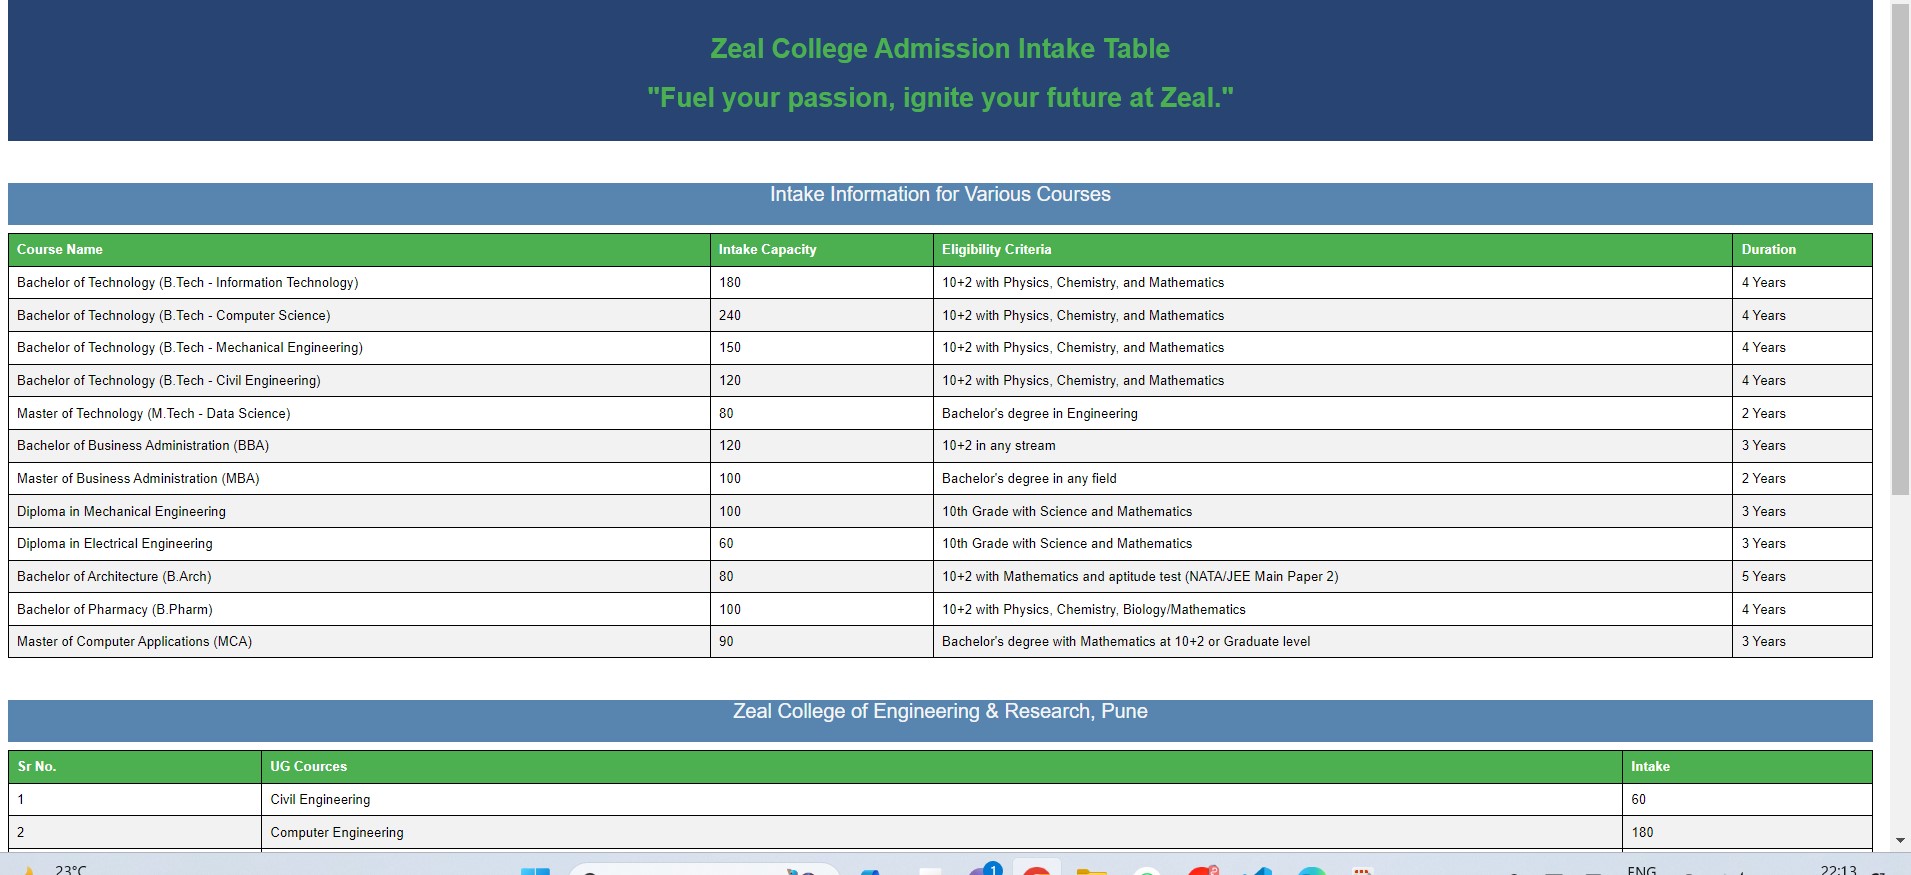 Zeal College Admission Intake Table
"Fuel your passion, ignite your future at Zeal."
Intake Information for Various Courses
Course Name Intake Capacity Eligibility Criteria Duration
Bachelor of Technology (B.Tech - Information Technology) 180 10+2 with Physics, Chemistry, and Mathematics 4 Years
Bachelor of Technology (B.Tech - Computer Science) 240 10+2 with Physics, Chemistry, and Mathematics 4 Years
Bachelor of Technology (B.Tech - Mechanical Engineering) 150 10+2 with Physics, Chemistry, and Mathematics 4 Years
Bachelor of Technology (B.Tech - Civil Engineering) 120 10+2 with Physics, Chemistry, and Mathematics 4 Years
Master of Technology (M.Tech - Data Science) 80 Bachelor's degree in Engineering 2 Years
Bachelor of Business Administration (BBA) 120 10+2 in any stream 3 Years
Master of Business Administration (MBA) 100 Bachelor's degree in any field 2 Years
Diploma in Mechanical Engineering 100 10th Grade with Science and Mathematics 3 Years
Diploma in Electrical Engineering 60 10th Grade with Science and Mathematics 3 Years
Bachelor of Architecture (B.Arch) 80 10+2 with Mathematics and aptitude test (NATA/JEE Main Paper 2) 5 Years
Bachelor of Pharmacy (B.Pharm) 100 10+2 with Physics, Chemistry, Biology/Mathematics 4 Years
Master of Computer Applications (MCA) 90 Bachelor's degree with Mathematics at 10+2 or Graduate level 3 Years
Zeal College of Engineering & Research, Pune
Sr No. UG Cources Intake
1 Civil Engineering 60
2 Computer Engineering 180
23°C 1 ENG 22:13